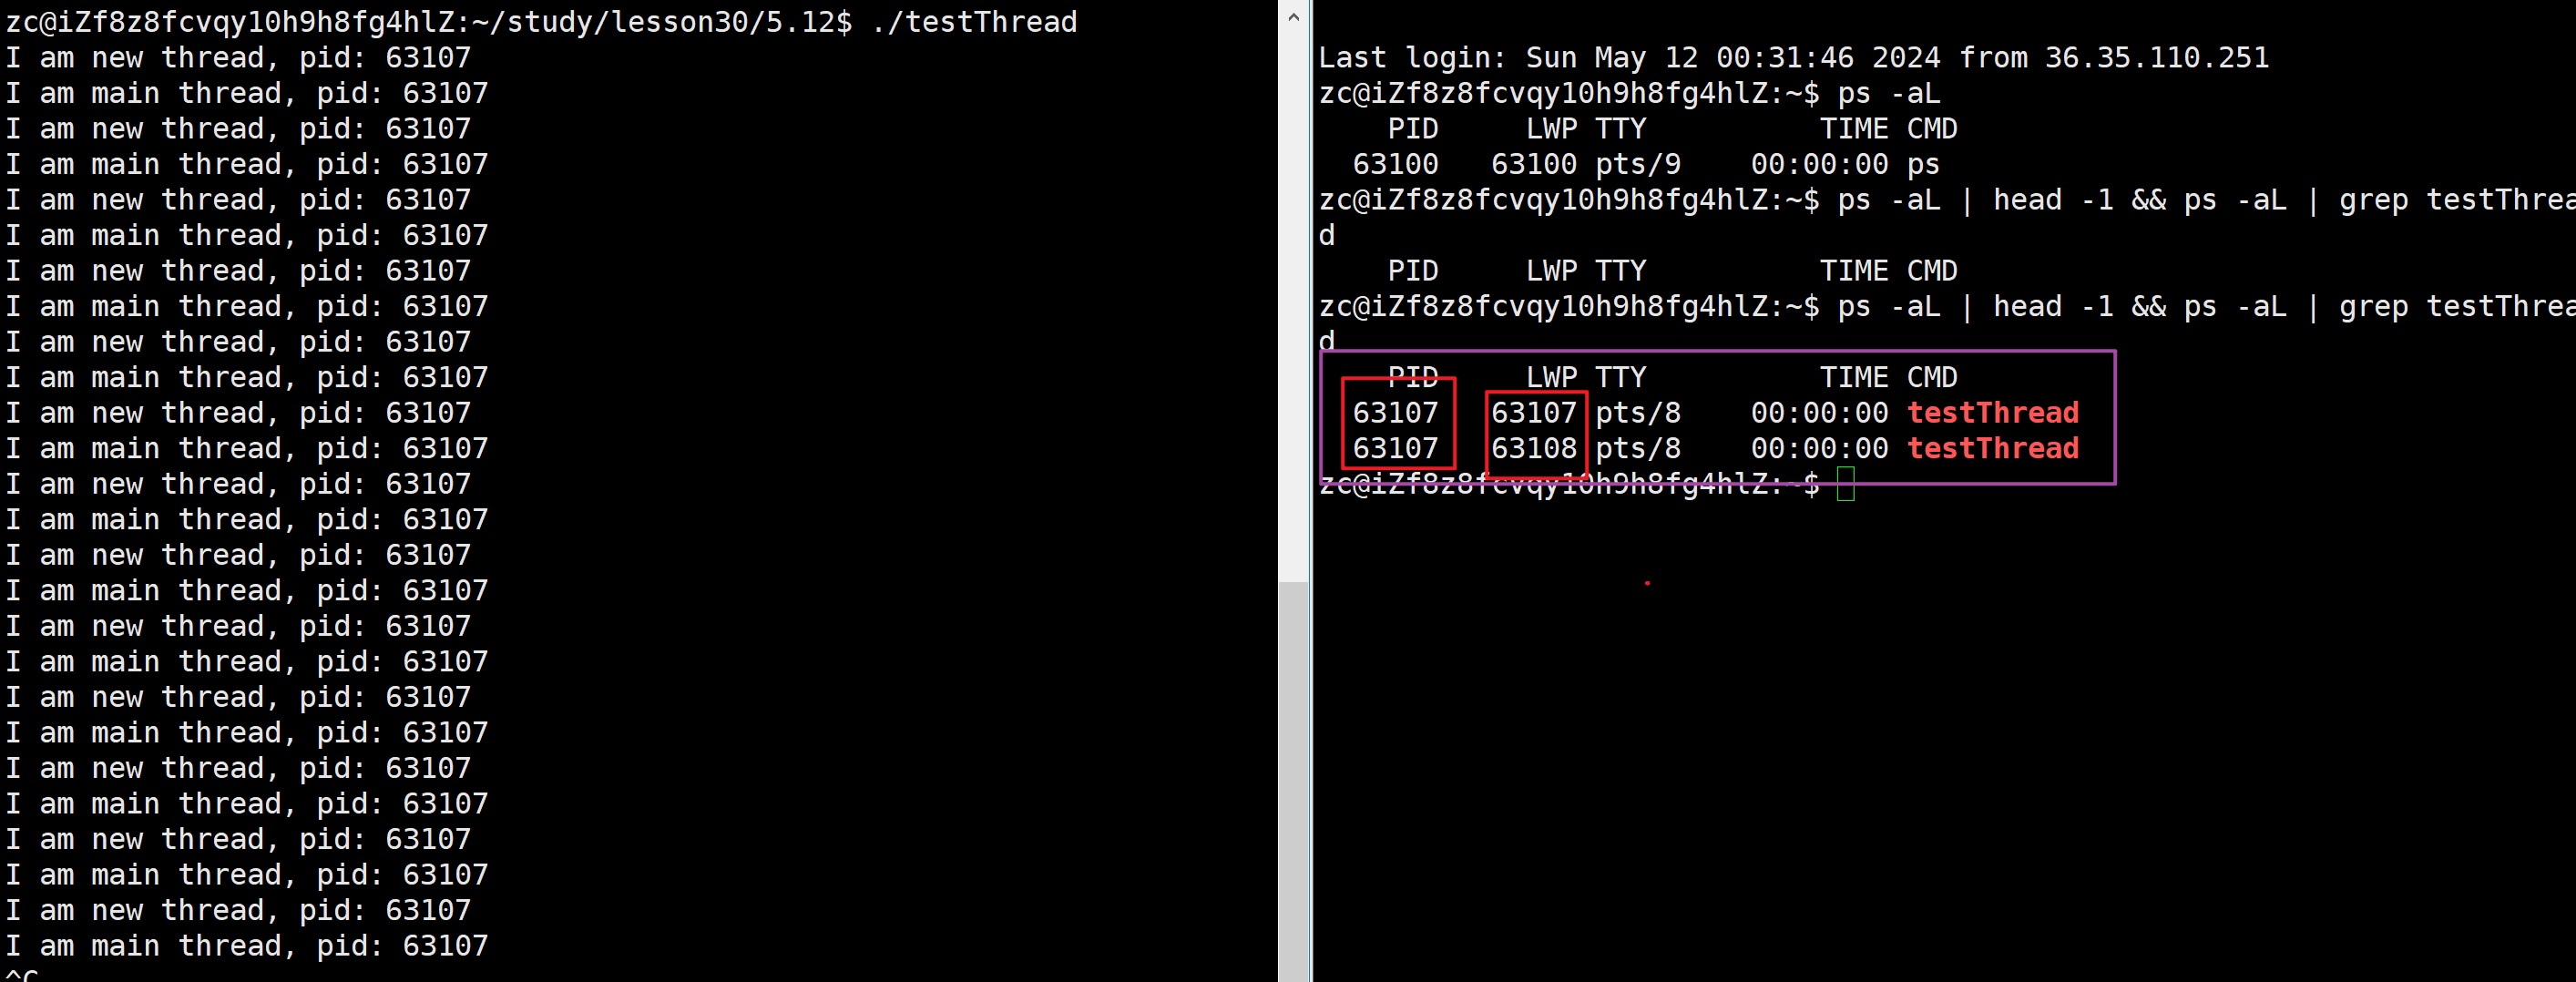 zc@iZf8z8fcvqy10h9h8fg4hlZ:~/study/lesson30/5.12$ ./testThread
I am new thread, pid: 63107
I am main thread, pid: 63107
I am new thread, pid: 63107
I am main thread, pid: 63107
I am new thread, pid: 63107
I am main thread, pid: 63107
I am new thread, pid: 63107
I am main thread, pid: 63107
I am new thread, pid: 63107
I am main thread, pid: 63107
I am new thread, pid: 63107
I am main thread, pid: 63107
I am new thread, pid: 63107
I am main thread, pid: 63107
I am new thread, pid: 63107
I am main thread, pid: 63107
I am new thread, pid: 63107
I am main thread, pid: 63107
I am new thread, pid: 63107
I am main thread, pid: 63107
I am new thread, pid: 63107
I am main thread, pid: 63107
I am new thread, pid: 63107
I am main thread, pid: 63107
I am new thread, pid: 63107
I am main thread, pid: 63107
^C
Last login: Sun May 12 00:31:46 2024 from 36.35.110.251
zc@iZf8z8fcvqy10h9h8fg4hlZ:~$ ps -aL
    PID     LWP TTY          TIME CMD
  63100   63100 pts/9    00:00:00 ps
zc@iZf8z8fcvqy10h9h8fg4hlZ:~$ ps -aL | head -1 && ps -aL | grep testThrea
d
    PID     LWP TTY          TIME CMD
zc@iZf8z8fcvqy10h9h8fg4hlZ:~$ ps -aL | head -1 && ps -aL | grep testThrea
d
    PID     LWP TTY          TIME CMD
  63107   63107 pts/8    00:00:00 testThread
  63107   63108 pts/8    00:00:00 testThread
zc@iZf8z8fcvqy10h9h8fg4hlZ:~$